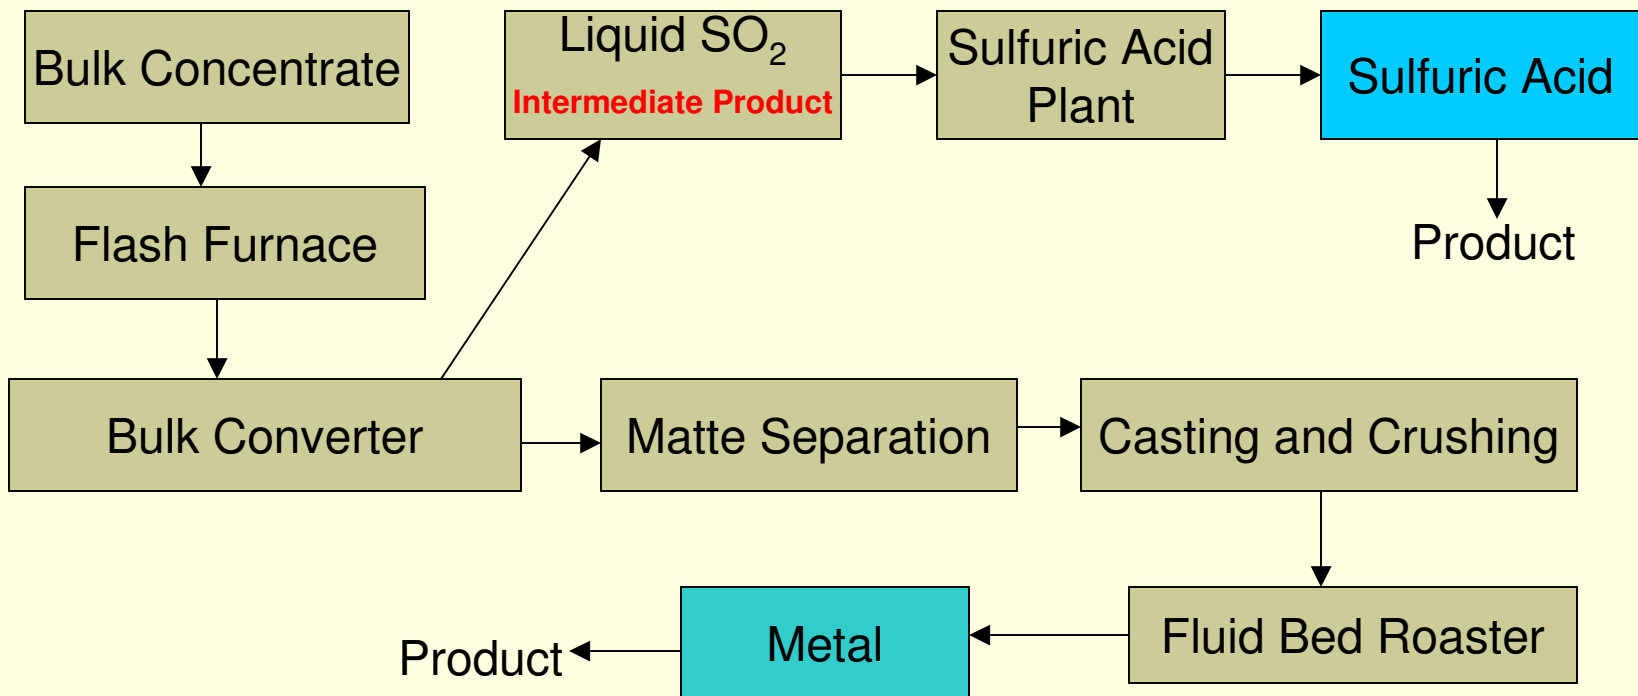 Bulk Concentrate
Liquid SO₂
Intermediate Product
Sulfuric Acid
Plant
Sulfuric Acid
Flash Furnace
Product
Bulk Converter
Matte Separation
Casting and Crushing
Product
Metal
Fluid Bed Roaster